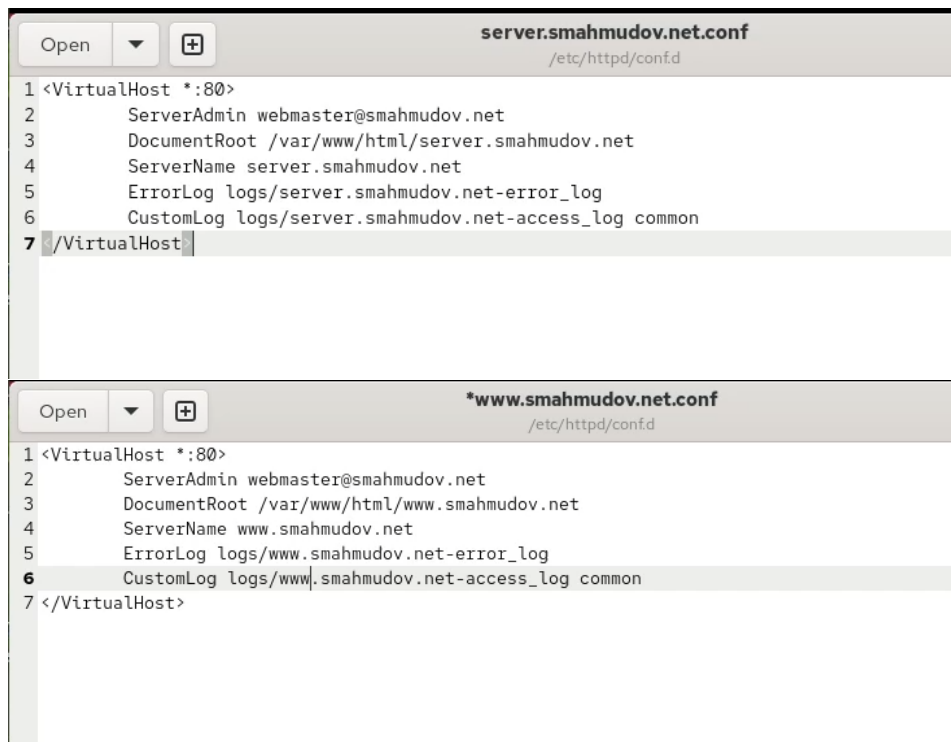 Open
server.smahmudov.net.conf
/etc/httpd/conf.d
1 <VirtualHost *:80>
2 ServerAdmin webmaster@smahmudov.net
3 DocumentRoot /var/www/html/server.smahmudov.net
4 ServerName server.smahmudov.net
5 ErrorLog logs/server.smahmudov.net-error_log
6 CustomLog logs/server.smahmudov.net-access_log common
7 </VirtualHost>
Open
*www.smahmudov.net.conf
/etc/httpd/conf.d
1 <VirtualHost *:80>
2 ServerAdmin webmaster@smahmudov.net
3 DocumentRoot /var/www/html/www.smahmudov.net
4 ServerName www.smahmudov.net
5 ErrorLog logs/www.smahmudov.net-error_log
6 CustomLog logs/www.smahmudov.net-access_log common
7 </VirtualHost>